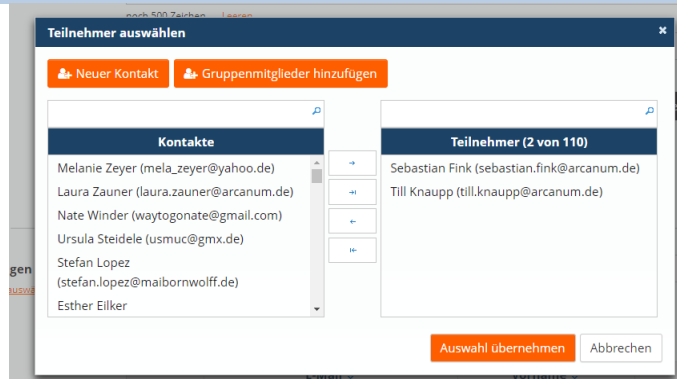 noch 500 Zeichen Leeren
Teilnehmer auswählen
Neuer Kontakt
Gruppenmitglieder hinzufügen
Kontakte
Melanie Zeyer (mela_zeyer@yahoo.de)
Laura Zauner (laura.zauner@arcanum.de)
Nate Winder (waytogonate@gmail.com)
Ursula Steidele (usmuc@gmx.de)
Stefan Lopez
(stefan.lopez@maibornwolff.de)
Esther Eilker
Teilnehmer (2 von 110)
Sebastian Fink (sebastian.fink@arcanum.de)
Till Knaupp (till.knaupp@arcanum.de)
gen
auswä
Auswahl übernehmen
Abbrechen
E-Mail
Vorname